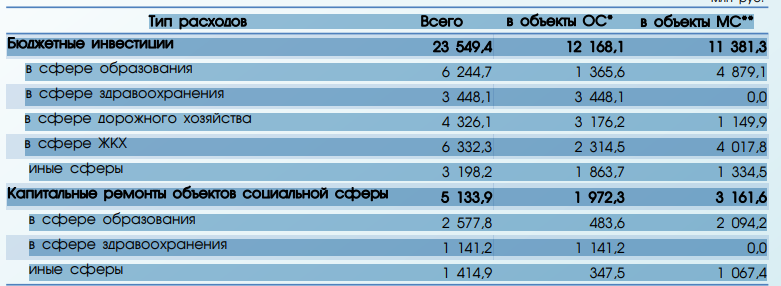 Тип расходов Всего в объекты ОС* в объекты МС**
Бюджетные инвестиции 23 549,4 12 168,1 11 381,3
в сфере образования 6 244,7 1 365,6 4 879,1
в сфере здравоохранения 3 448,1 3 448,1 0,0
в сфере дорожного хозяйства 4 326,1 3 176,2 1 149,9
в сфере ЖКХ 6 332,3 2 314,5 4 017,8
иные сферы 3 198,2 1 863,7 1 334,5
Капитальные ремонты объектов социальной сферы 5 133,9 1 972,3 3 161,6
в сфере образования 2 577,8 483,6 2 094,2
в сфере здравоохранения 1 141,2 1 141,2 0,0
иные сферы 1 414,9 347,5 1 067,4